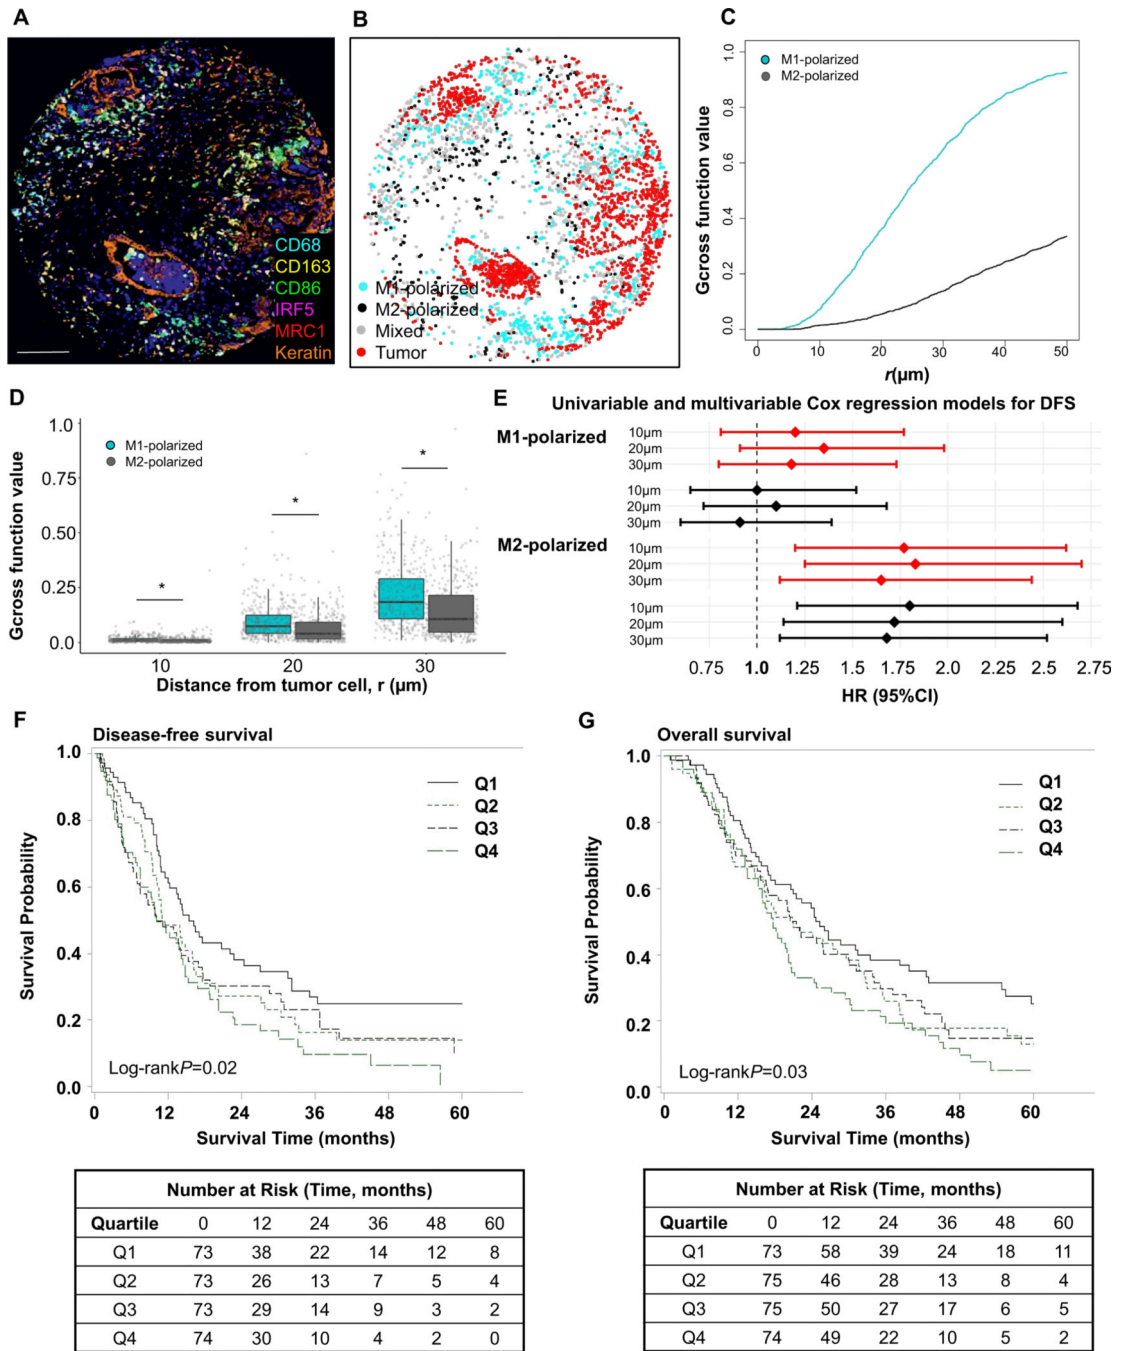 A
CD68
CD163
CD86
IRF5
MRC1
Keratin
B
M1-polarized
M2-polarized
Mixed
Tumor
C
M1-polarized
M2-polarized
Gcross function value
1.0
0.8
0.6
0.4
0.2
0.0
0 10 20 30 40 50
r(µm)
D
M1-polarized
M2-polarized
Gcross function value
1.0
0.75
0.50
0.25
0.0
* * *
10 20 30
Distance from tumor cell, r (µm)
E
Univariable and multivariable Cox regression models for DFS
M1-polarized
10µm
20µm
30µm
10µm
20µm
30µm
M2-polarized
10µm
20µm
30µm
10µm
20µm
30µm
0.75 1.0 1.25 1.5 1.75 2.0 2.25 2.5 2.75
HR (95%CI)
F
Disease-free survival
Survival Probability
1.0
0.8
0.6
0.4
0.2
0.0
Q1
Q2
Q3
Q4
Log-rankP=0.02
0 12 24 36 48 60
Survival Time (months)
Number at Risk (Time, months)
Quartile 0 12 24 36 48 60
Q1 73 38 22 14 12 8
Q2 73 26 13 7 5 4
Q3 73 29 14 9 3 2
Q4 74 30 10 4 2 0
G
Overall survival
Survival Probability
1.0
0.8
0.6
0.4
0.2
0.0
Q1
Q2
Q3
Q4
Log-rankP=0.03
0 12 24 36 48 60
Survival Time (months)
Number at Risk (Time, months)
Quartile 0 12 24 36 48 60
Q1 73 58 39 24 18 11
Q2 75 46 28 13 8 4
Q3 75 50 27 17 6 5
Q4 74 49 22 10 5 2